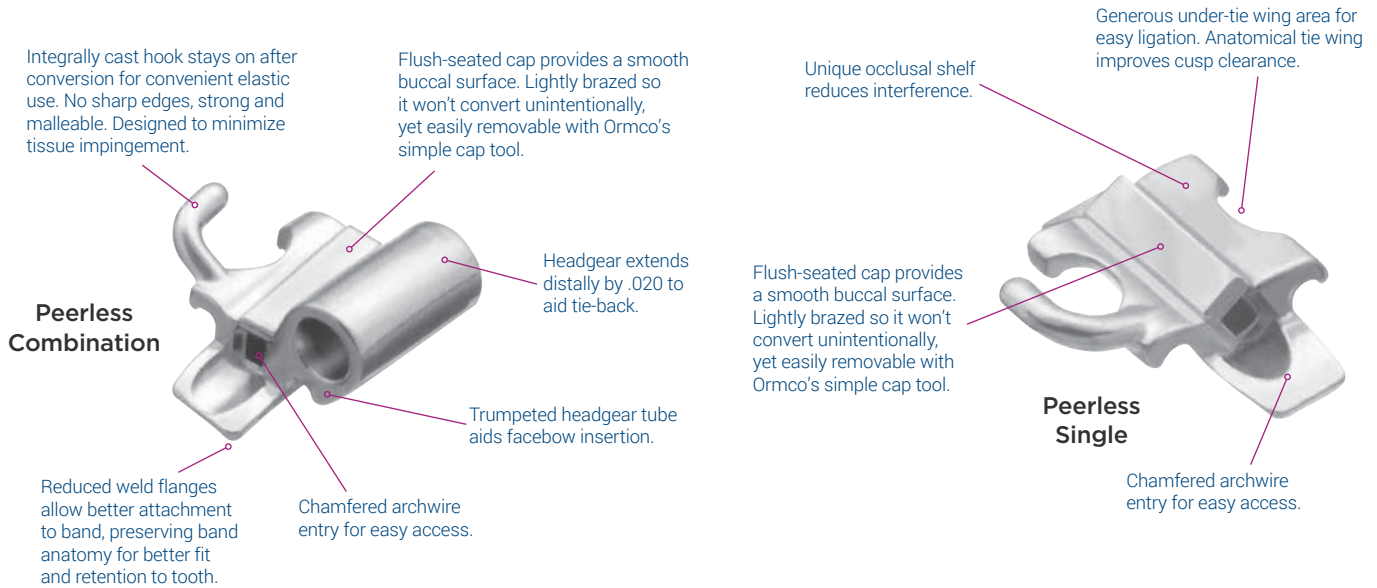 Integrally cast hook stays on after
conversion for convenient elastic
use. No sharp edges, strong and
malleable. Designed to minimize
tissue impingement.
Flush-seated cap provides a smooth
buccal surface. Lightly brazed so
it won’t convert unintentionally,
yet easily removable with Ormco’s
simple cap tool.
Headgear extends
distally by .020 to
aid tie-back.
Peerless
Combination
Trumpeted headgear tube
aids facebow insertion.
Reduced weld flanges
allow better attachment
to band, preserving band
anatomy for better fit
and retention to tooth.
Chamfered archwire
entry for easy access.
Generous under-tie wing area for
easy ligation. Anatomical tie wing
improves cusp clearance.
Unique occlusal shelf
reduces interference.
Flush-seated cap provides
a smooth buccal surface.
Lightly brazed so it won’t
convert unintentionally,
yet easily removable with
Ormco’s simple cap tool.
Peerless
Single
Chamfered archwire
entry for easy access.